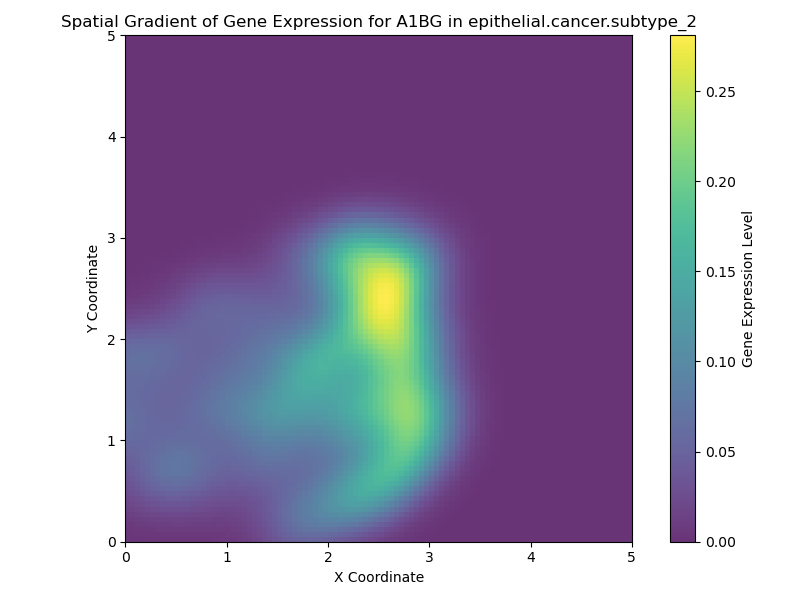 Spatial Gradient of Gene Expression for A1BG in epithelial.cancer.subtype_2
5
4
3
2
1
0
Y Coordinate
0 1 2 3 4 5
X Coordinate
0.25
0.20
0.15
0.10
0.05
0.00
Gene Expression Level